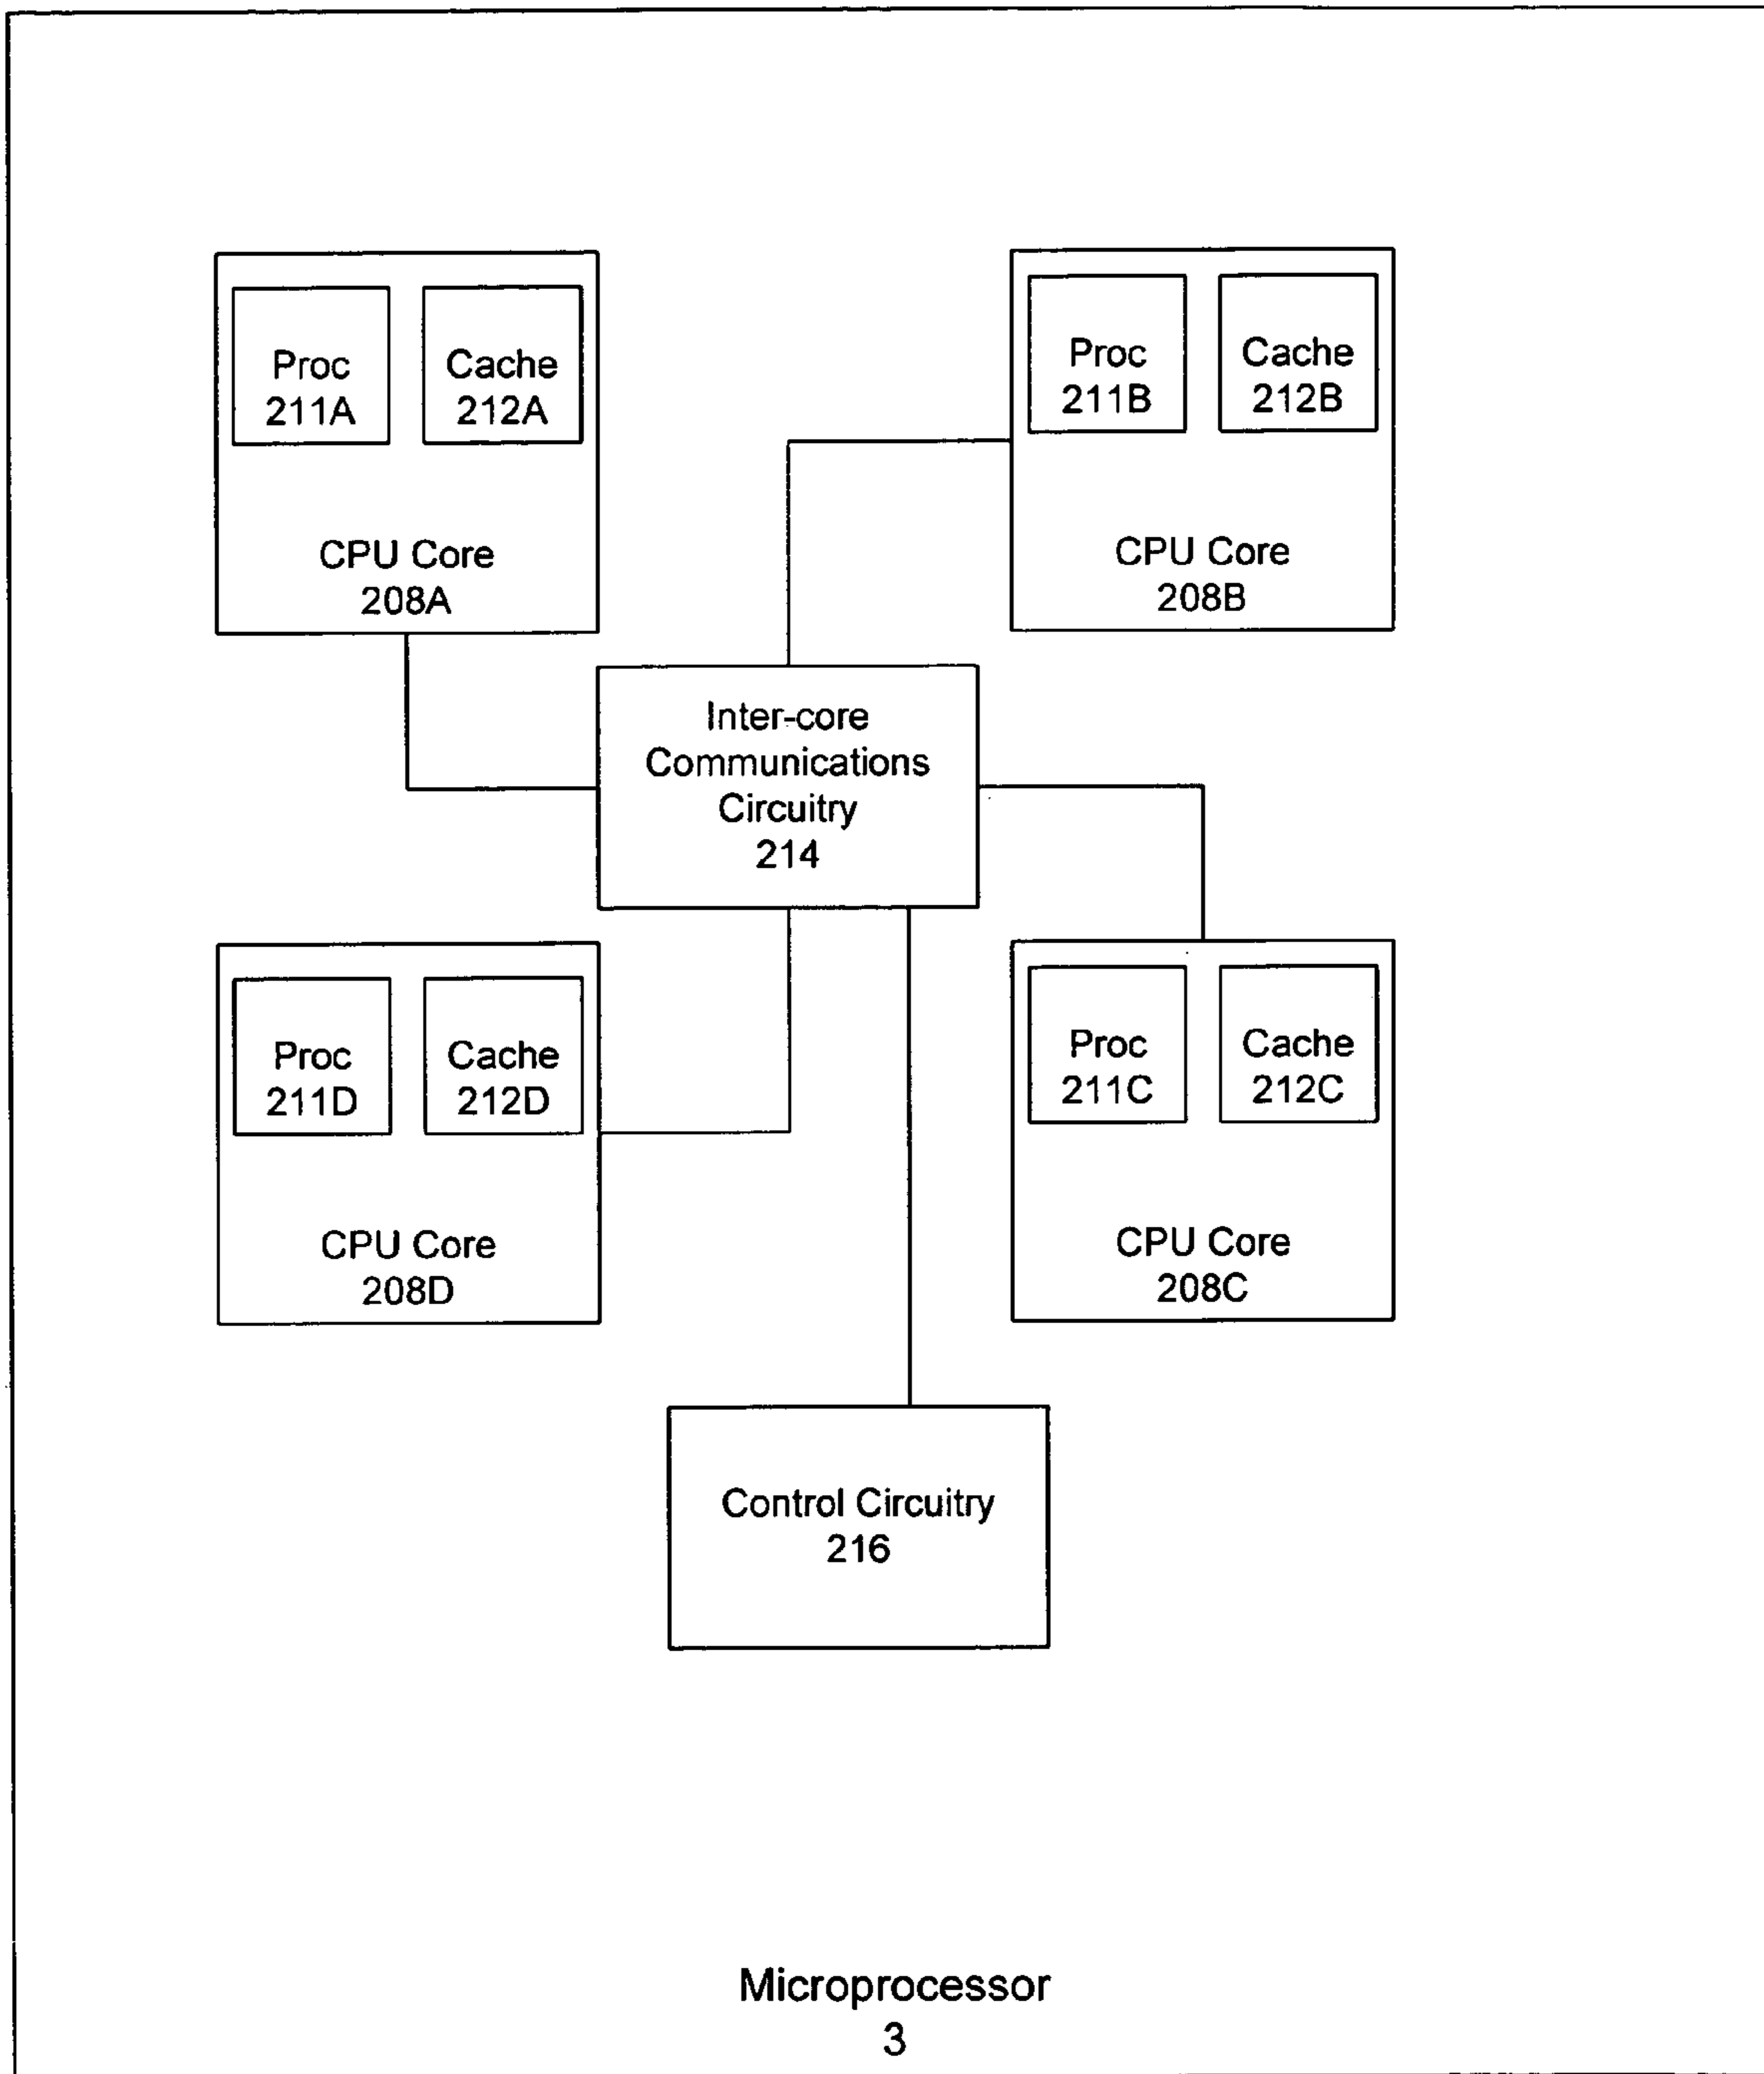 Proc
211A
Cache
212A
CPU Core
208A
Proc
211B
Cache
212B
CPU Core
208B
Inter-core
Communications
Circuitry
214
Proc
211D
Cache
212D
CPU Core
208D
Proc
211C
Cache
212C
CPU Core
208C
Control Circuitry
216
Microprocessor
3